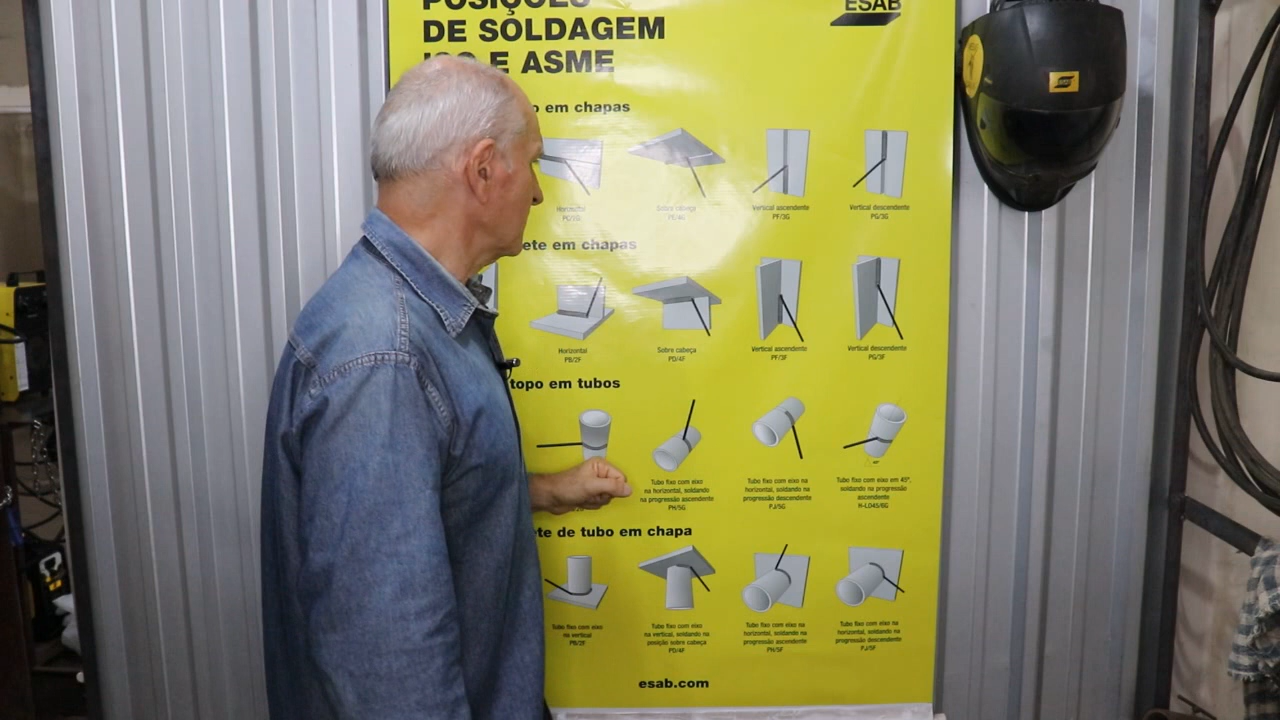 POSIÇÕES
DE SOLDAGEM
E ASME
ESAB
em chapas
Horizontal
PC/2G
Sobre cabeça
PE/4G
Vertical ascendente
PF/3G
Vertical descendente
PG/3G
em chapas
Horizontal
PB/2F
Sobre cabeça
PD/4F
Vertical ascendente
PF/3F
Vertical descendente
PG/3F
topo em tubos
Tubo fixo com eixo
na horizontal, soldando
na progressão ascendente
PH/5G
Tubo fixo com eixo na
horizontal, soldando na
progressão descendente
PJ/5G
Tubo fixo com eixo em 45°,
soldando na progressão
ascendente
H-L045/6G
45°
de tubo em chapa
Tubo fixo com eixo
na vertical
PB/2F
Tubo fixo com eixo
na vertical, soldando na
posição sobre cabeça
PD/4F
Tubo fixo com eixo na
horizontal, soldando na
progressão ascendente
PH/5F
Tubo fixo com eixo na
horizontal, soldando na
progressão descendente
PJ/5F
esab.com